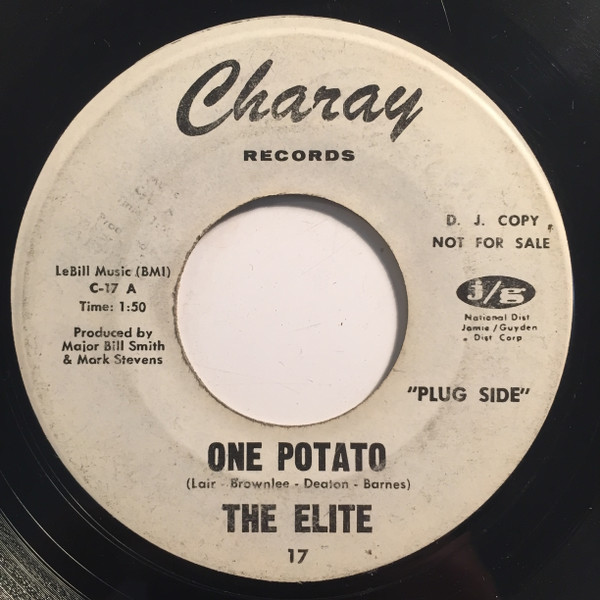 Charay
RECORDS
D. J. COPY
NOT FOR SALE
LeBill Music (BMI)
C-17 A
Time: 1:50
Produced by
Major Bill Smith
& Mark Stevens
j/g
National Dist
Jamie/Guyden
Dist Corp
"PLUG SIDE"
ONE POTATO
(Lair - Brownlee - Deaton - Barnes)
THE ELITE
17